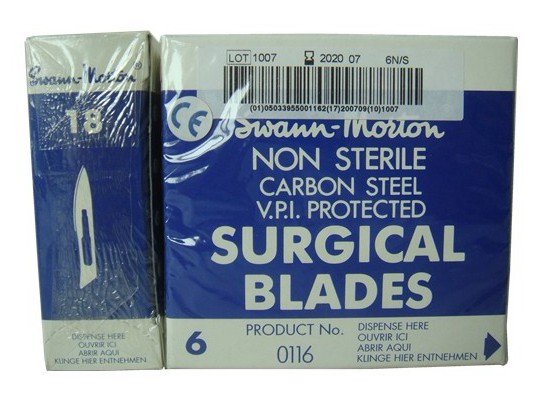 Swann-Morton®
18
DISPENSE HERE
OUVRIR ICI
ABRIR AQUI
KLINGE HIER ENTNEHMEN
LOT 1007 2020 07 6N/S
(01)05033955001162(17)200709(10)1007
CE
Swann-Morton
NON STERILE
CARBON STEEL
V.P.I. PROTECTED
SURGICAL
BLADES
6
PRODUCT No.
0116
DISPENSE HERE
OUVRIR ICI
ABRIR AQUI
KLINGE HIER ENTNEHMEN